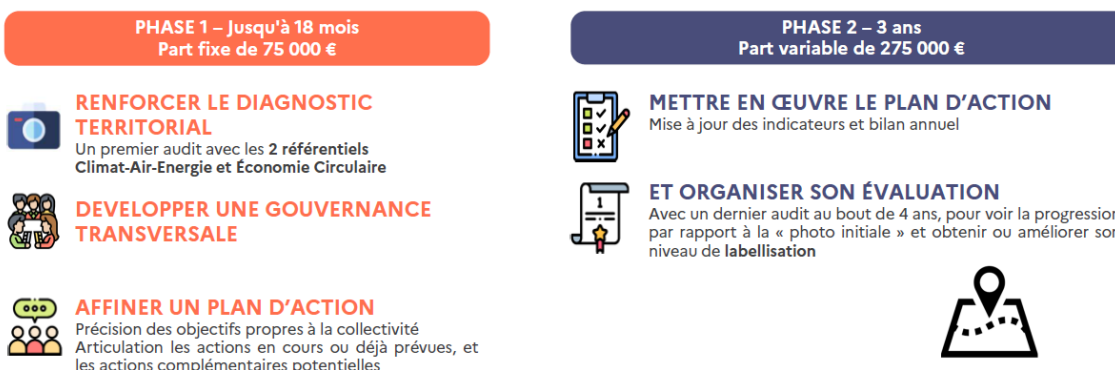 PHASE 1 – Jusqu'à 18 mois
Part fixe de 75 000 €
RENFORCER LE DIAGNOSTIC
TERRITORIAL
Un premier audit avec les 2 référentiels
Climat-Air-Energie et Économie Circulaire
DEVELOPPER UNE GOUVERNANCE
TRANSVERSALE
AFFINER UN PLAN D'ACTION
Précision des objectifs propres à la collectivité
Articulation les actions en cours ou déjà prévues, et
les actions complémentaires potentielles
PHASE 2 – 3 ans
Part variable de 275 000 €
METTRE EN ŒUVRE LE PLAN D'ACTION
Mise à jour des indicateurs et bilan annuel
1
ET ORGANISER SON ÉVALUATION
Avec un dernier audit au bout de 4 ans, pour voir la progression
par rapport à la « photo initiale » et obtenir ou améliorer son
niveau de labellisation